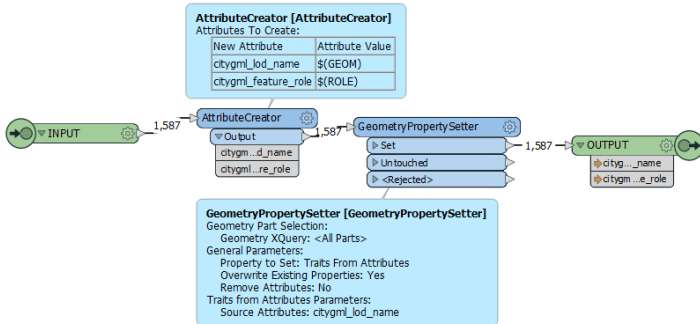 AttributeCreator [AttributeCreator]
Attributes To Create:
New Attribute Attribute Value
citygml_lod_name $(GEOM)
citygml_feature_role $(ROLE)
INPUT
1,587
AttributeCreator
Output
citygm...d_name
citygml...re_role
1,587
GeometryPropertySetter
Set
Untouched
<Rejected>
1,587
OUTPUT
cityg..._name
citygm...e_role
GeometryPropertySetter [GeometryPropertySetter]
Geometry Part Selection:
Geometry XQuery: <All Parts>
General Parameters:
Property to Set: Traits From Attributes
Overwrite Existing Properties: Yes
Remove Attributes: No
Traits from Attributes Parameters:
Source Attributes: citygml_lod_name